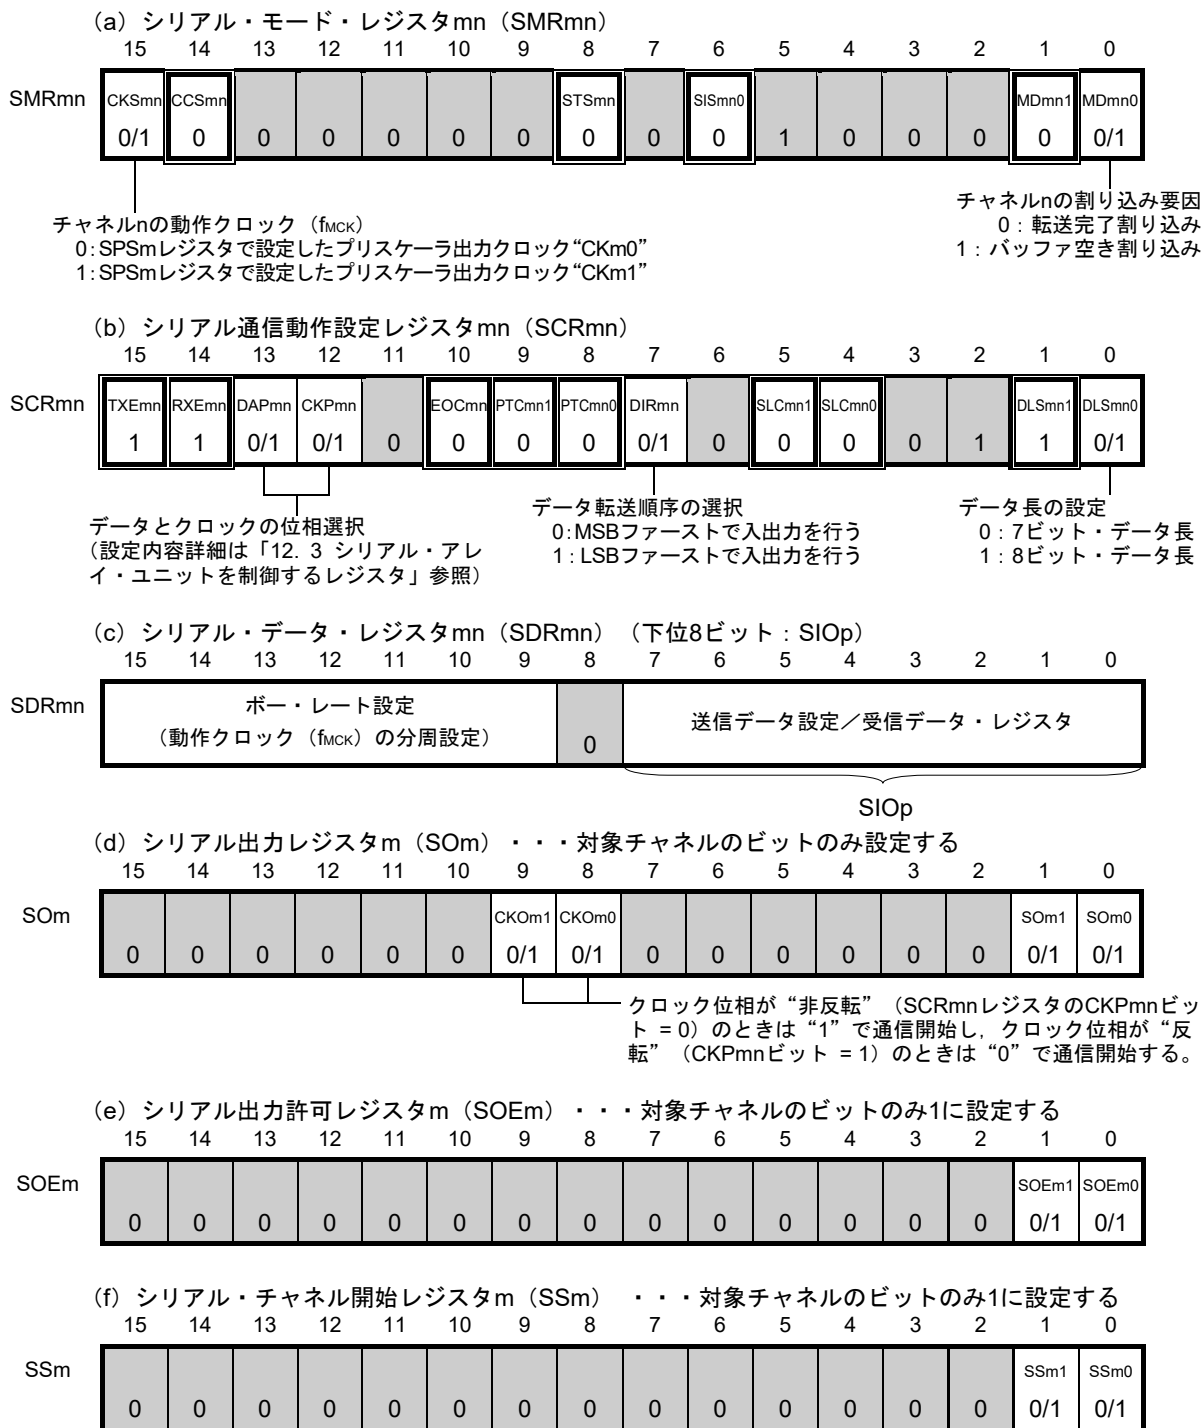 (a) シリアル・モード・レジスタmn（SMRmn）
15 14 13 12 11 10 9 8 7 6 5 4 3 2 1 0
SMRmn CKSmn CCSmn STSmn SISmn0 MDmn1 MDmn0
0/1 0 0 0 0 0 0 0 0 0 1 0 0 0 0 0/1
チャネルnの動作クロック（fMCK）
0:SPSmレジスタで設定したプリスケーラ出力クロック“CKm0”
1:SPSmレジスタで設定したプリスケーラ出力クロック“CKm1”
チャネルnの割り込み要因
0：転送完了割り込み
1：バッファ空き割り込み
(b) シリアル通信動作設定レジスタmn（SCRmn）
15 14 13 12 11 10 9 8 7 6 5 4 3 2 1 0
SCRmn TXEmn RXEmn DAPmn CKPmn EOCmn PTCmn1 PTCmn0 DIRmn SLCmn1 SLCmn0 DLSmn1 DLSmn0
1 1 0/1 0/1 0 0 0 0 0/1 0 0 0 0 1 1 0/1
データとクロックの位相選択
（設定内容詳細は「12. 3 シリアル・アレ
イ・ユニットを制御するレジスタ」参照）
データ転送順序の選択
0:MSBファーストで入出力を行う
1:LSBファーストで入出力を行う
データ長の設定
0：7ビット・データ長
1：8ビット・データ長
(c) シリアル・データ・レジスタmn（SDRmn）（下位8ビット：SIOp）
15 14 13 12 11 10 9 8 7 6 5 4 3 2 1 0
SDRmn
ボー・レート設定
（動作クロック（fMCK）の分周設定）
0
送信データ設定／受信データ・レジスタ
SIOp
(d) シリアル出力レジスタm（SOm）・・・対象チャネルのビットのみ設定する
15 14 13 12 11 10 9 8 7 6 5 4 3 2 1 0
SOm CKOm1 CKOm0 SOm1 SOm0
0 0 0 0 0 0 0/1 0/1 0 0 0 0 0 0 0/1 0/1
クロック位相が“非反転”（SCRmnレジスタのCKPmnビッ
ト = 0）のときは“1”で通信開始し，クロック位相が“反
転”（CKPmnビット = 1）のときは“0”で通信開始する。
(e) シリアル出力許可レジスタm（SOEm）・・・対象チャネルのビットのみ1に設定する
15 14 13 12 11 10 9 8 7 6 5 4 3 2 1 0
SOEm SOEm1 SOEm0
0 0 0 0 0 0 0 0 0 0 0 0 0 0 0/1 0/1
(f) シリアル・チャネル開始レジスタm（SSm）・・・対象チャネルのビットのみ1に設定する
15 14 13 12 11 10 9 8 7 6 5 4 3 2 1 0
SSm SSm1 SSm0
0 0 0 0 0 0 0 0 0 0 0 0 0 0 0/1 0/1